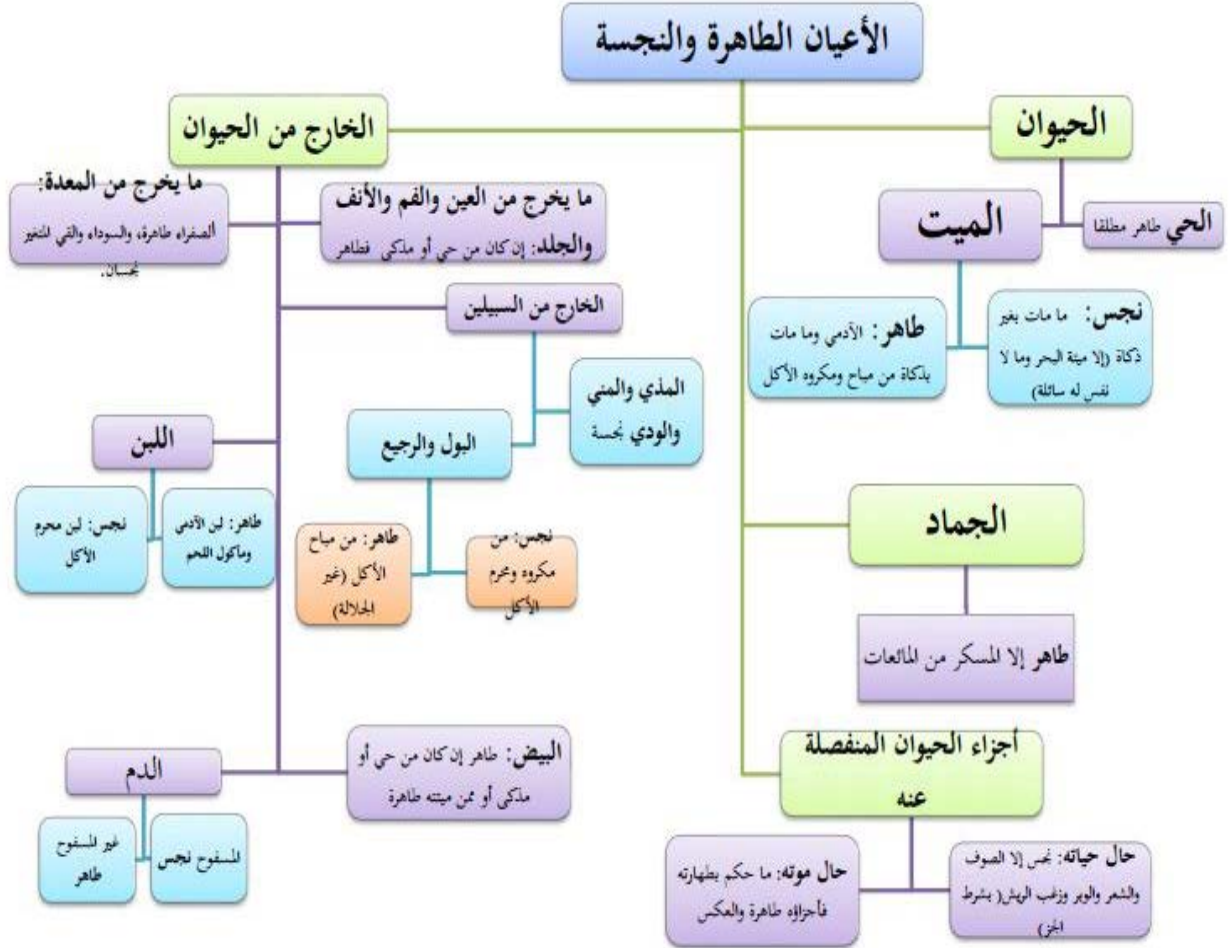 الأعيان الطاهرة والنجسة
الحيوان
الحي طاهر مطلقا
الميت
نجس: ما مات بغير
ذكاة (إلا ميتة البحر وما لا
نفس له سائلة)
طاهر: الآدمي وما مات
بذكاة من مباح ومكروه الأكل
الجماد
طاهر إلا المسكر من المائعات
أجزاء الحيوان المنفصلة
عنه
حال حياته: نجس إلا الصوف
والشعر والوبر وزغب الريش( بشرط
الجز)
حال موته: ما حكم بطهارته
فأجزاؤه طاهرة والعكس
الخارج من الحيوان
ما يخرج من العين والفم والأنف
والجلد: إن كان من حي أو مذكى فطاهر
ما يخرج من المعدة:
الصفراء طاهرة، والسوداء والقي المتغير
نجسان.
الخارج من السبيلين
المذي والمني
والودي نجسة
البول والرجيع
نجس: من
مكروه ومحرم
الأكل
طاهر: من مباح
الأكل (غير
الجلالة)
اللبن
طاهر: لبن الآدمي
ومأكول اللحم
نجس: لبن محرم
الأكل
البيض: طاهر إن كان من حي أو
مذكى أو ممن ميتته طاهرة
الدم
المسفوح نجس
غير المسفوح
طاهر